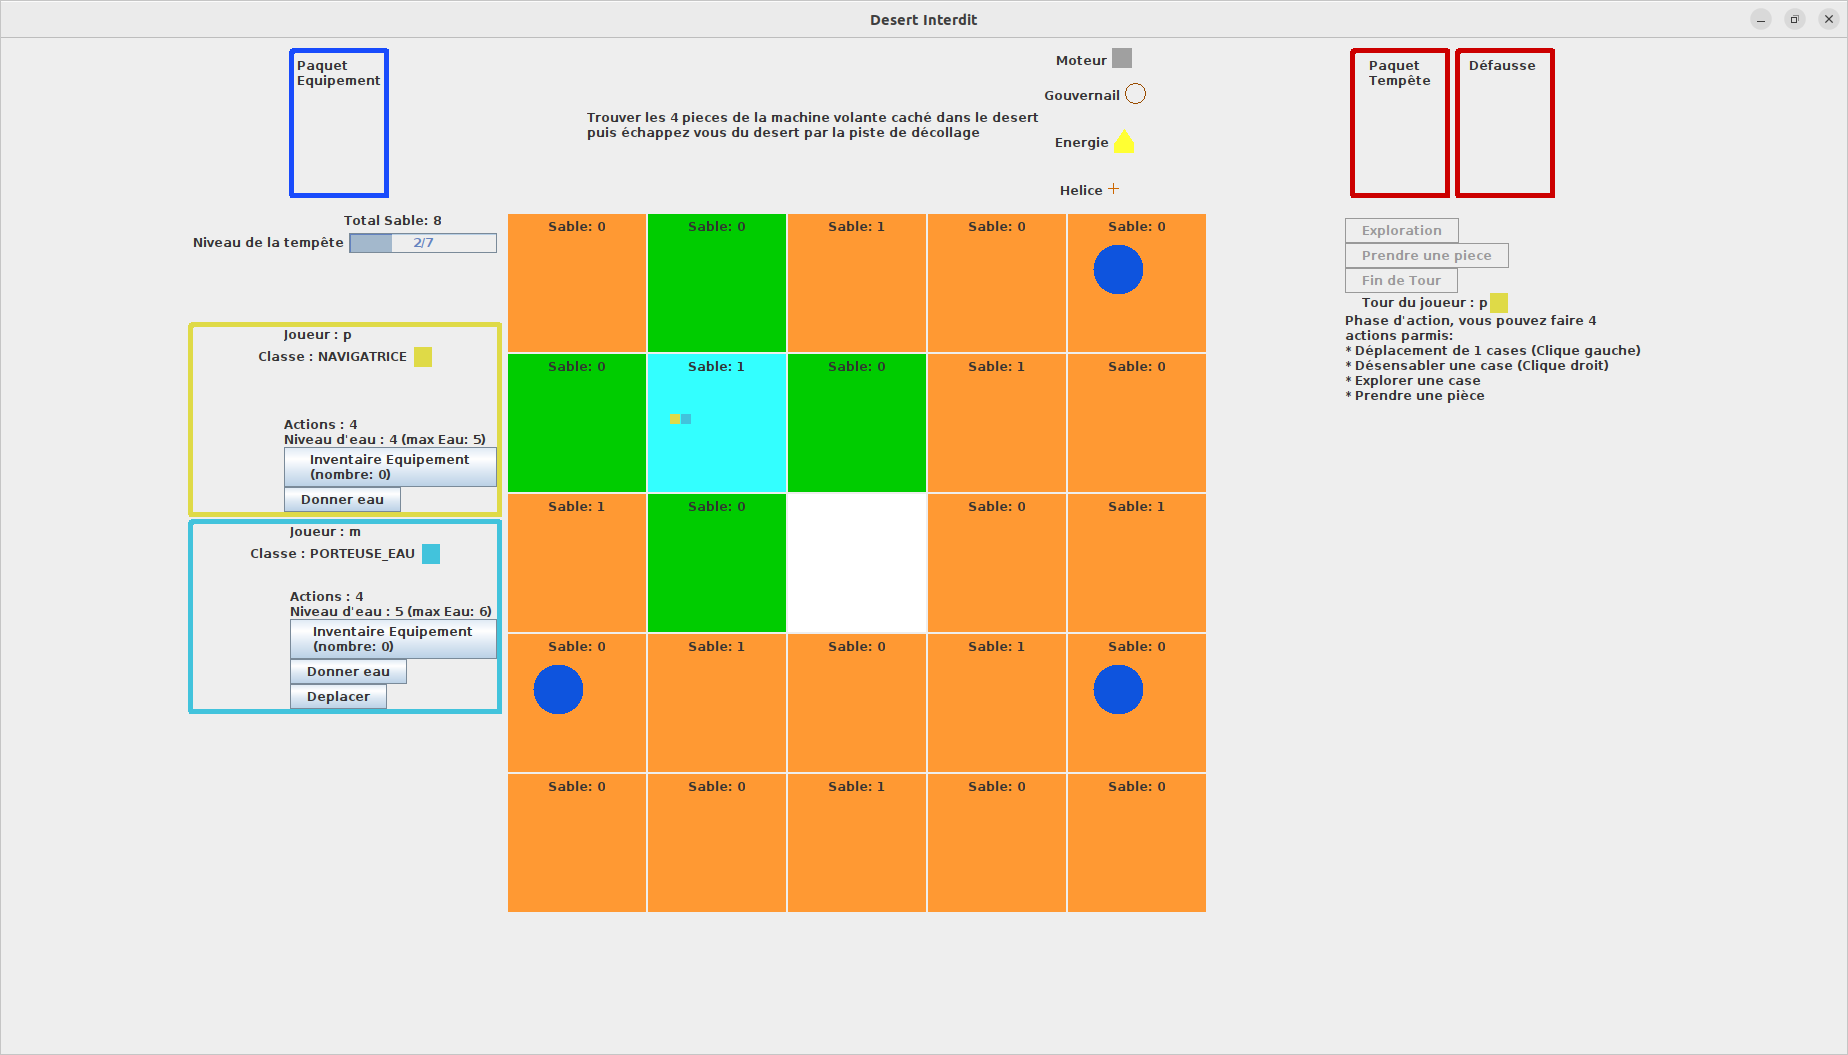 Desert Interdit
Paquet
Equipement
Trouver les 4 pieces de la machine volante caché dans le desert
puis échappez vous du desert par la piste de décollage
Moteur
Gouvernail
Energie
Helice
Paquet
Tempête
Défausse
Total Sable: 8
Niveau de la tempête 2/7
Joueur : p
Classe : NAVIGATRICE
Actions : 4
Niveau d'eau : 4 (max Eau: 5)
Inventaire Equipement
(nombre: 0)
Donner eau
Joueur : m
Classe : PORTEUSE_EAU
Actions : 4
Niveau d'eau : 5 (max Eau: 6)
Inventaire Equipement
(nombre: 0)
Donner eau
Deplacer
Sable: 0 Sable: 0 Sable: 1 Sable: 0 Sable: 0
Sable: 0 Sable: 1 Sable: 0 Sable: 1 Sable: 0
Sable: 1 Sable: 0 Sable: 0 Sable: 1
Sable: 0 Sable: 1 Sable: 0 Sable: 1 Sable: 0
Sable: 0 Sable: 0 Sable: 1 Sable: 0 Sable: 0
Exploration
Prendre une piece
Fin de Tour
Tour du joueur : p
Phase d'action, vous pouvez faire 4
actions parmis:
* Déplacement de 1 cases (Clique gauche)
* Désensabler une case (Clique droit)
* Explorer une case
* Prendre une pièce